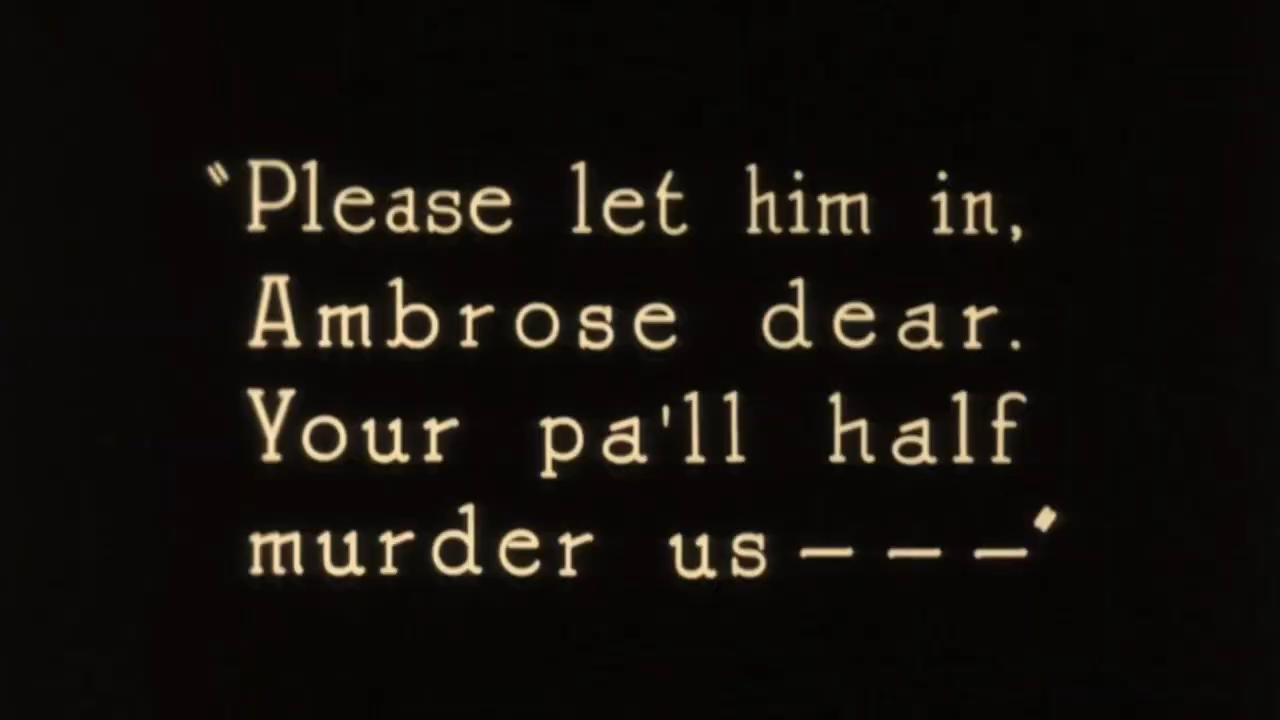 "Please let him in,
Ambrose dear.
Your pa'll half
murder us — — —"